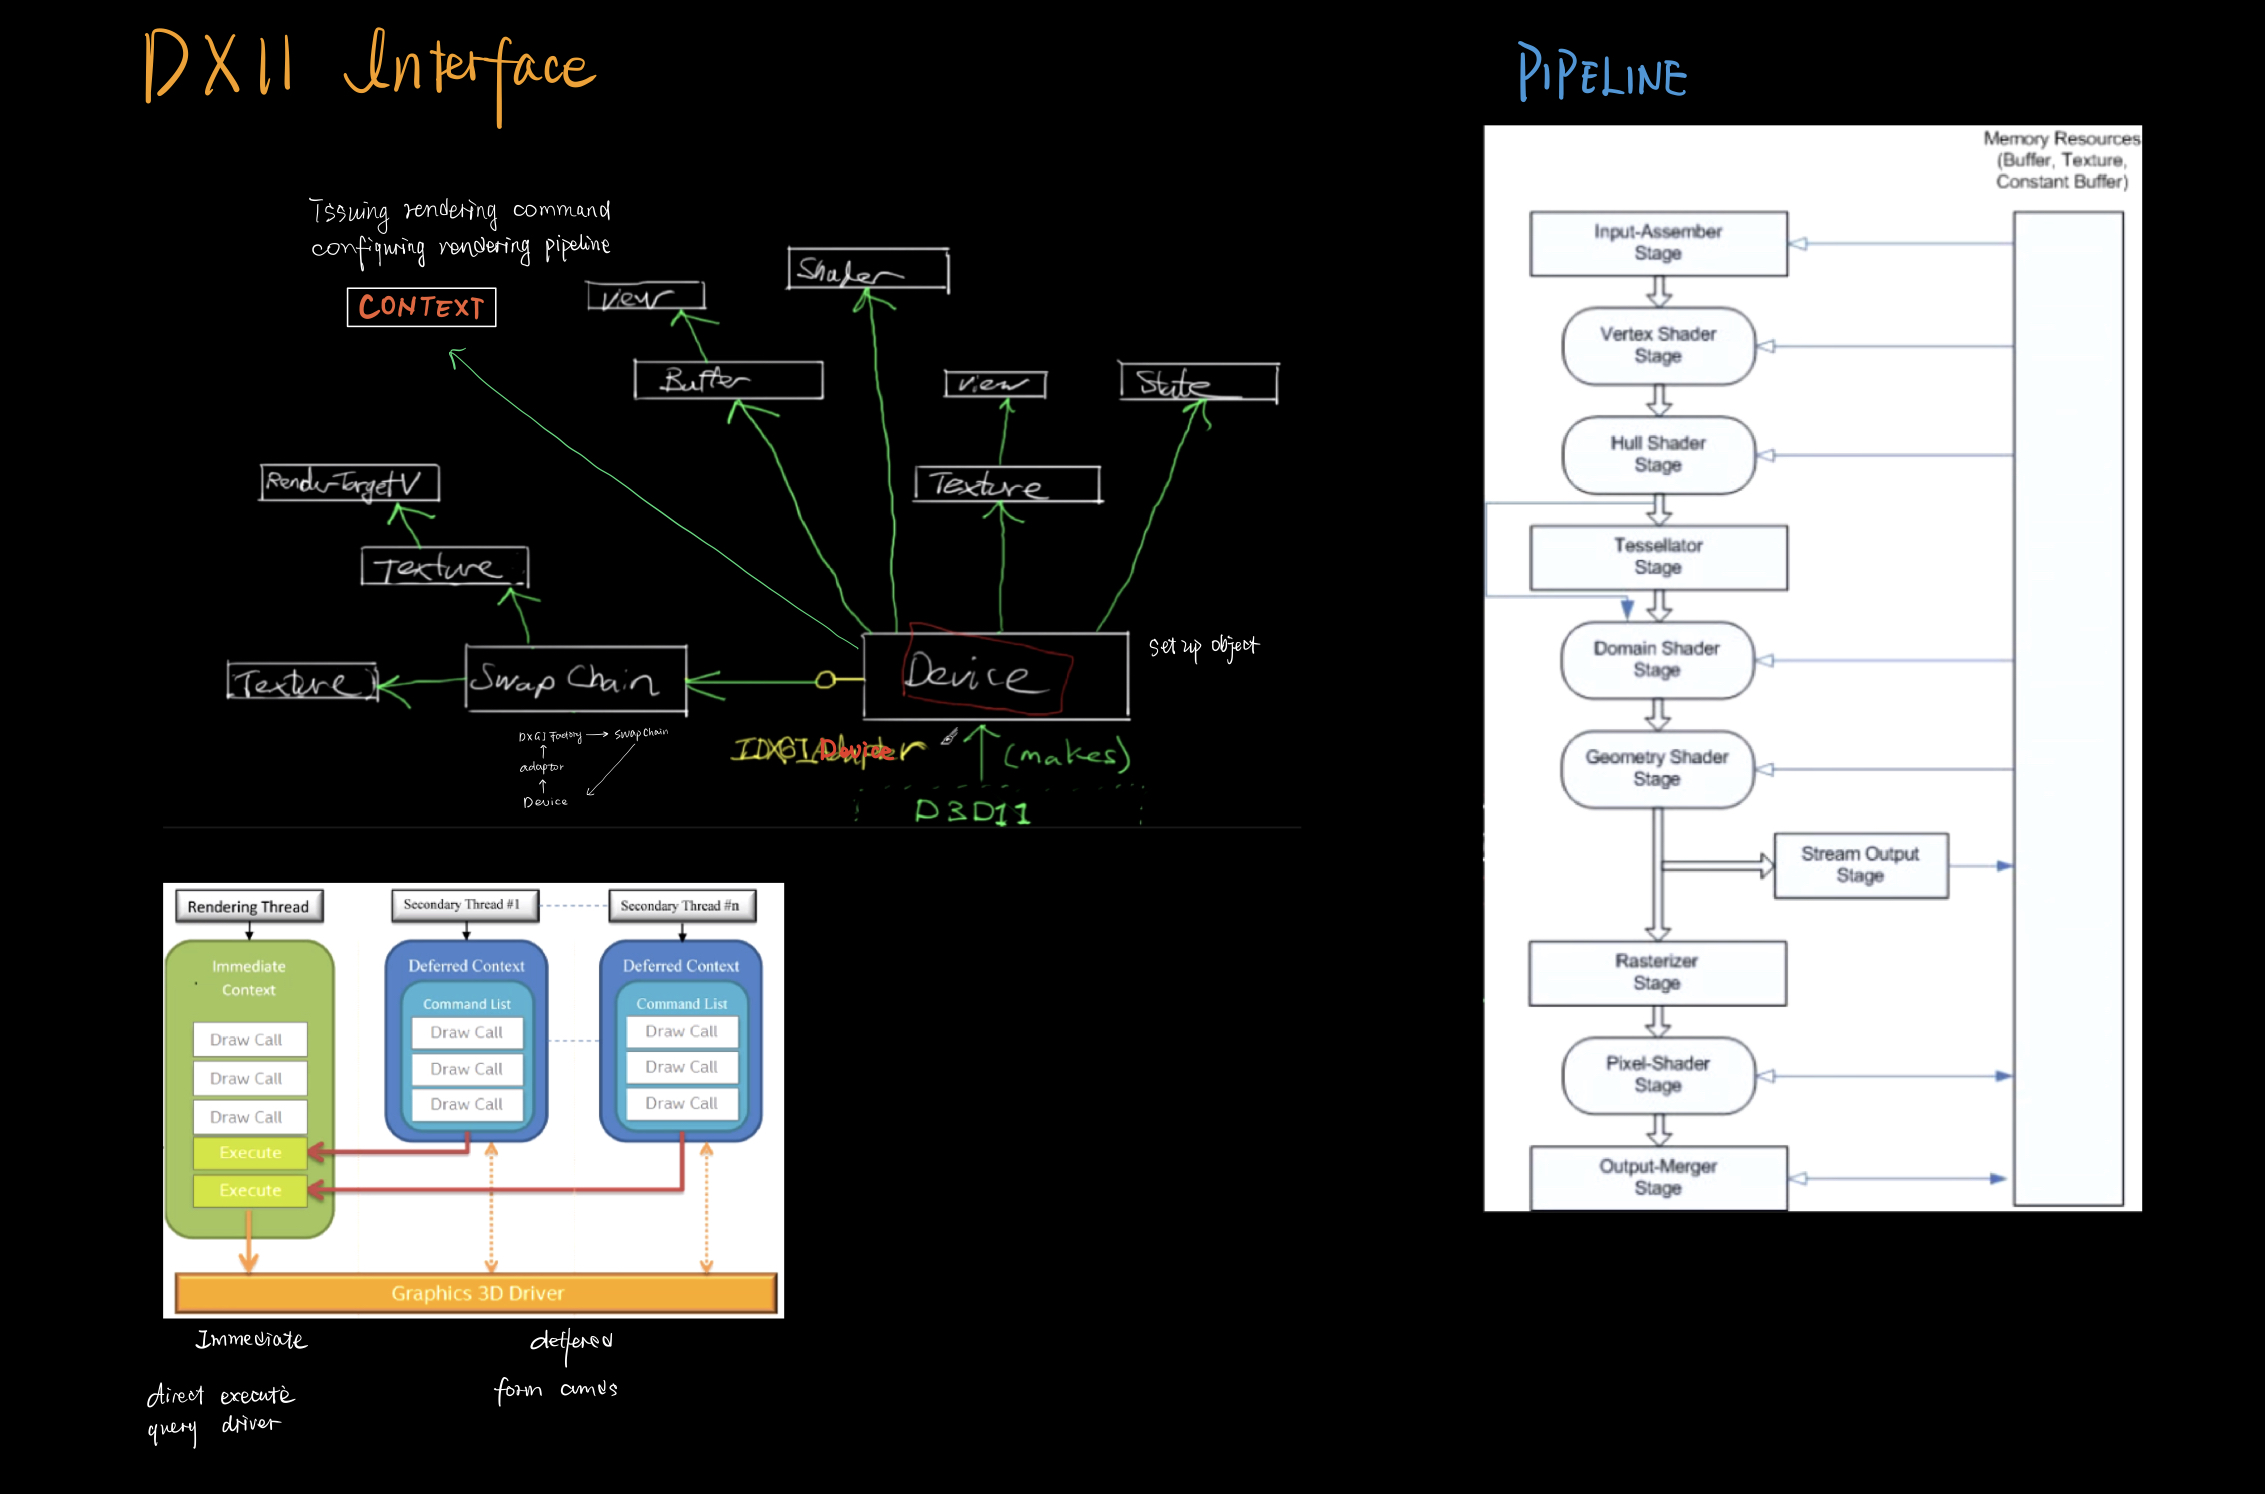 DX11 Interface
Issuing rendering command
configuring rendering pipeline
CONTEXT
View
Shader
Buffer
View
State
Render-TargetV
Texture
Texture
Texture
Swap Chain
Device
set up object
DXGI Factory → SwapChain
adaptor
Device
Device
(makes)
D3D11
Rendering Thread
Secondary Thread #1
Secondary Thread #n
Immediate
Context
Draw Call
Draw Call
Draw Call
Execute
Execute
Deferred Context
Command List
Draw Call
Draw Call
Draw Call
Deferred Context
Command List
Draw Call
Draw Call
Draw Call
Graphics 3D Driver
Immediate
direct execute
query driver
deffered
form cmds
PIPELINE
Memory Resources
(Buffer, Texture,
Constant Buffer)
Input-Assember
Stage
Vertex Shader
Stage
Hull Shader
Stage
Tessellator
Stage
Domain Shader
Stage
Geometry Shader
Stage
Stream Output
Stage
Rasterizer
Stage
Pixel-Shader
Stage
Output-Merger
Stage